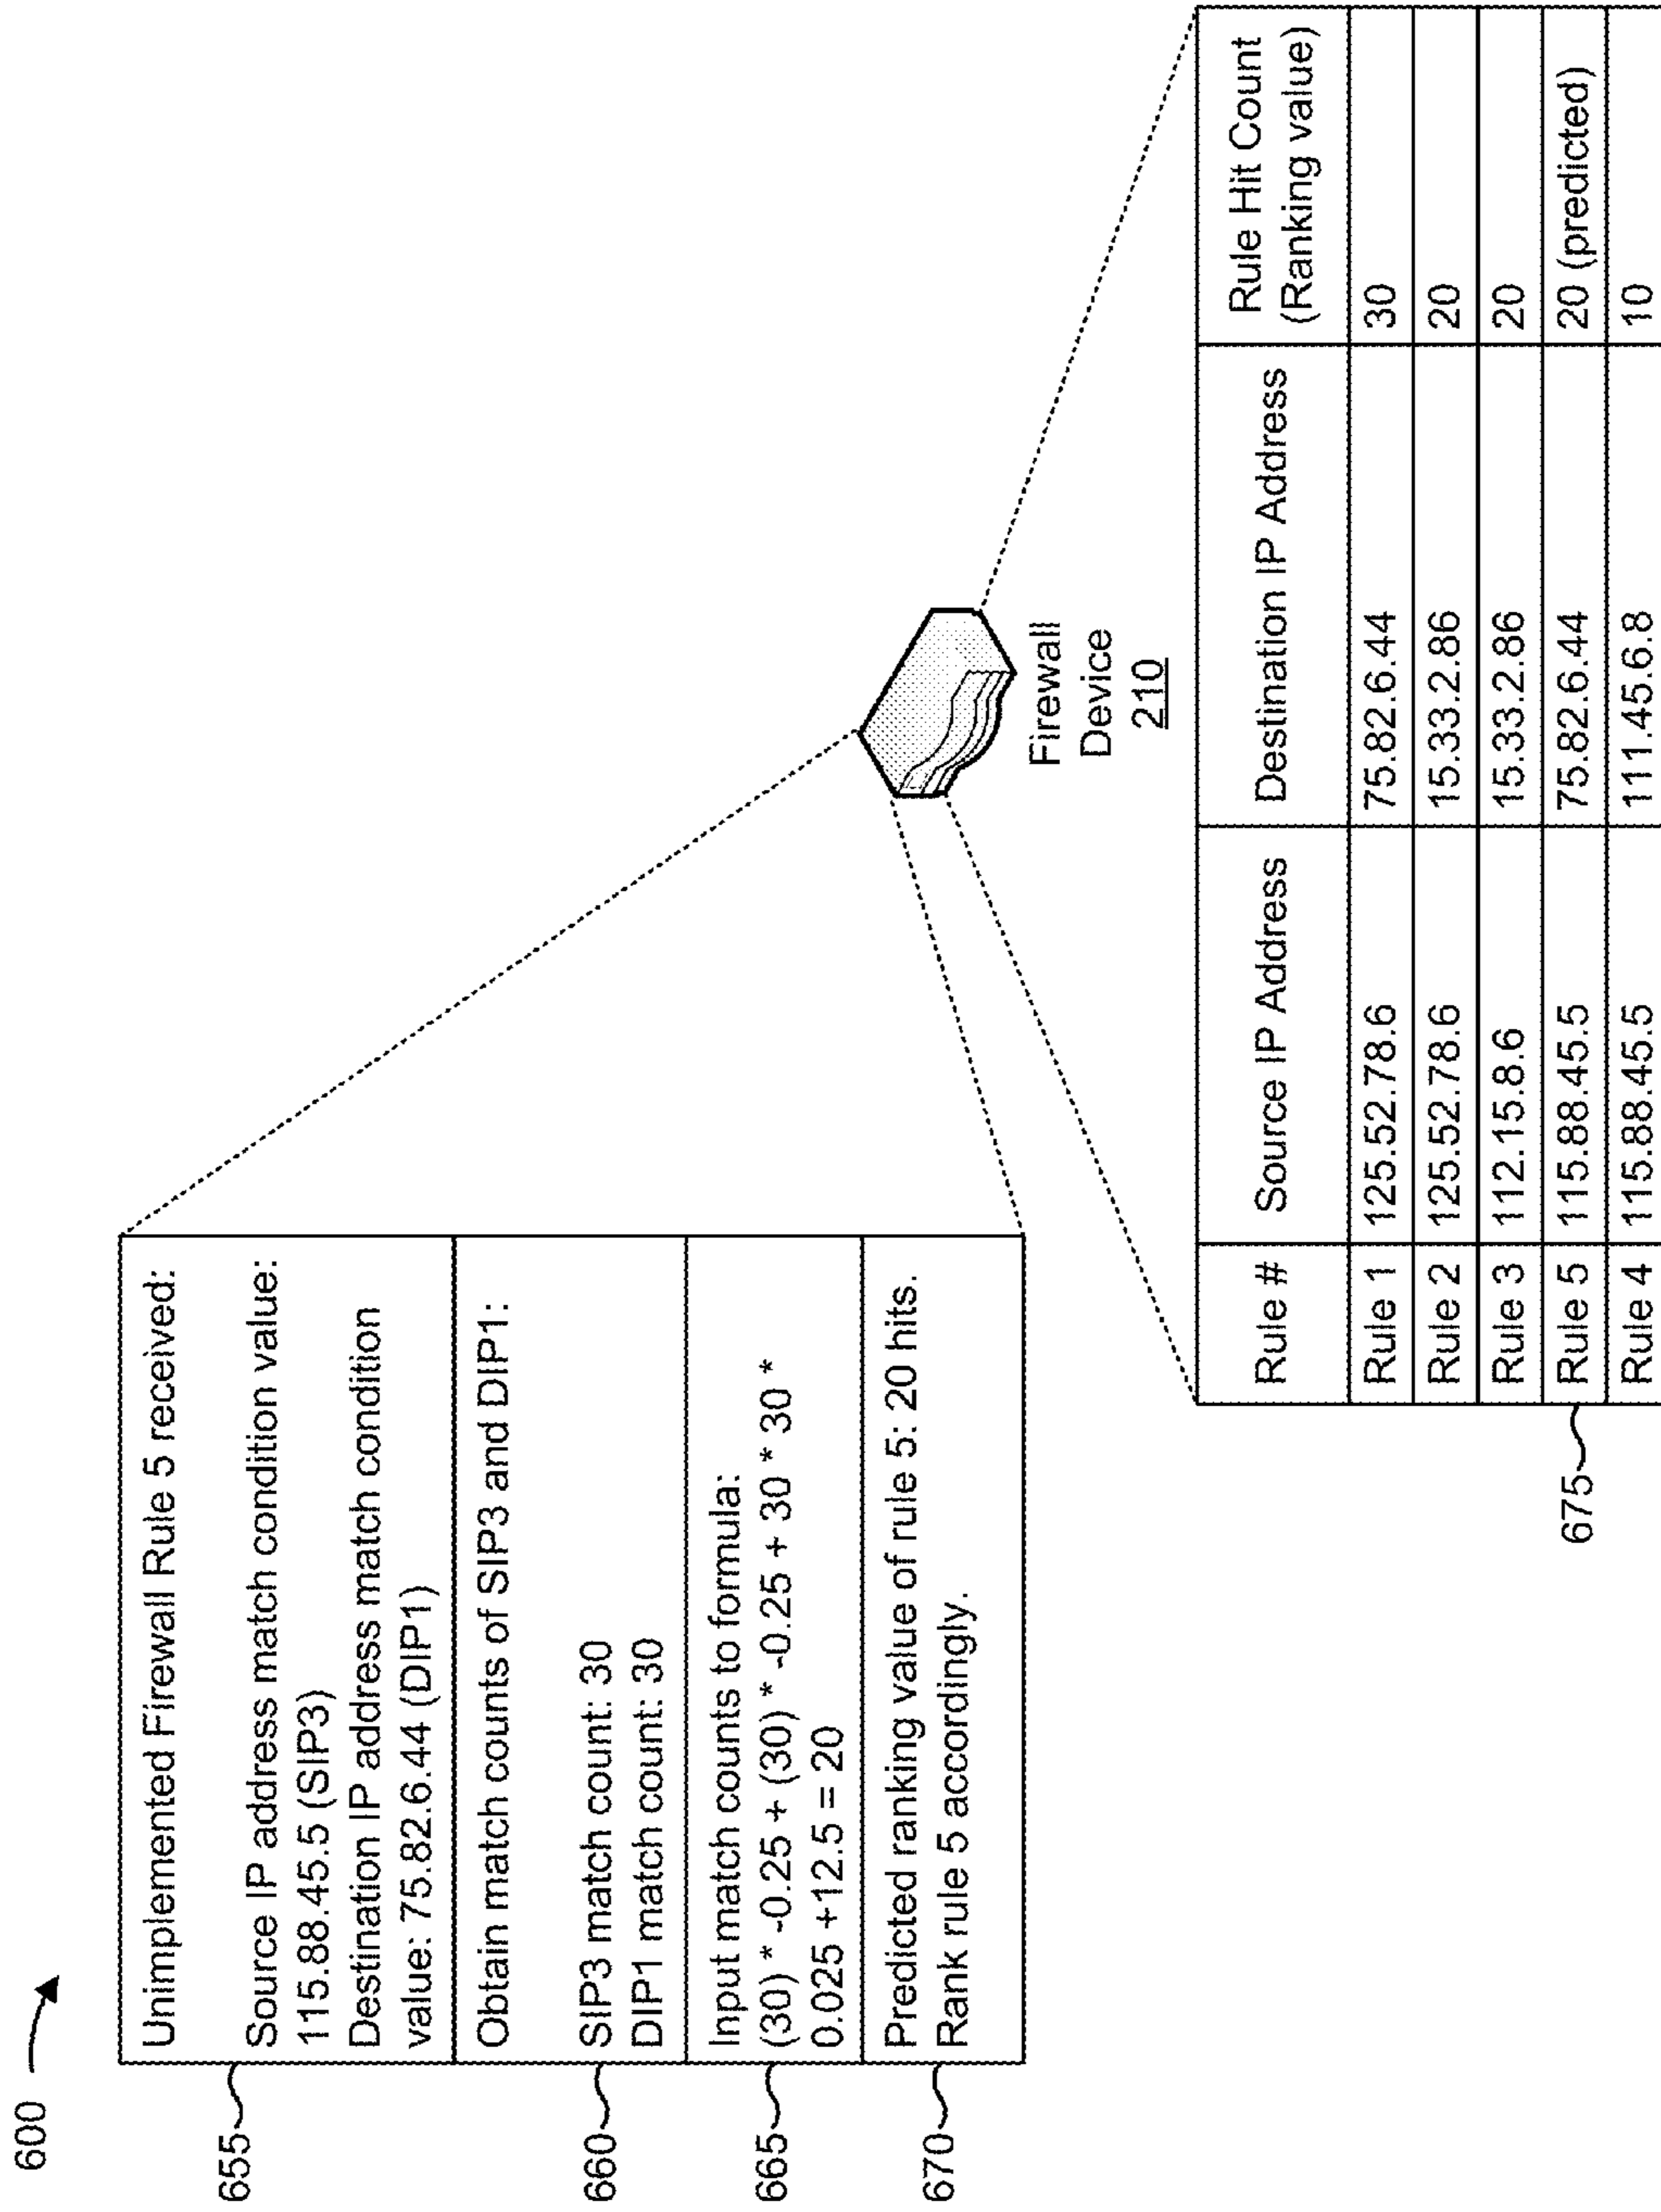 600
655
Unimplemented Firewall Rule 5 received:
Source IP address match condition value:
115.88.45.5 (SIP3)
Destination IP address match condition
value: 75.82.6.44 (DIP1)
660
Obtain match counts of SIP3 and DIP1:
SIP3 match count: 30
DIP1 match count: 30
665
Input match counts to formula:
(30) * -0.25 + (30) * -0.25 + 30 * 30 *
0.025 +12.5 = 20
670
Predicted ranking value of rule 5: 20 hits.
Rank rule 5 accordingly.
Firewall
Device
210
Rule # Source IP Address Destination IP Address Rule Hit Count
(Ranking value)
Rule 1 125.52.78.6 75.82.6.44 30
Rule 2 125.52.78.6 15.33.2.86 20
Rule 3 112.15.8.6 15.33.2.86 20
675 Rule 5 115.88.45.5 75.82.6.44 20 (predicted)
Rule 4 115.88.45.5 111.45.6.8 10